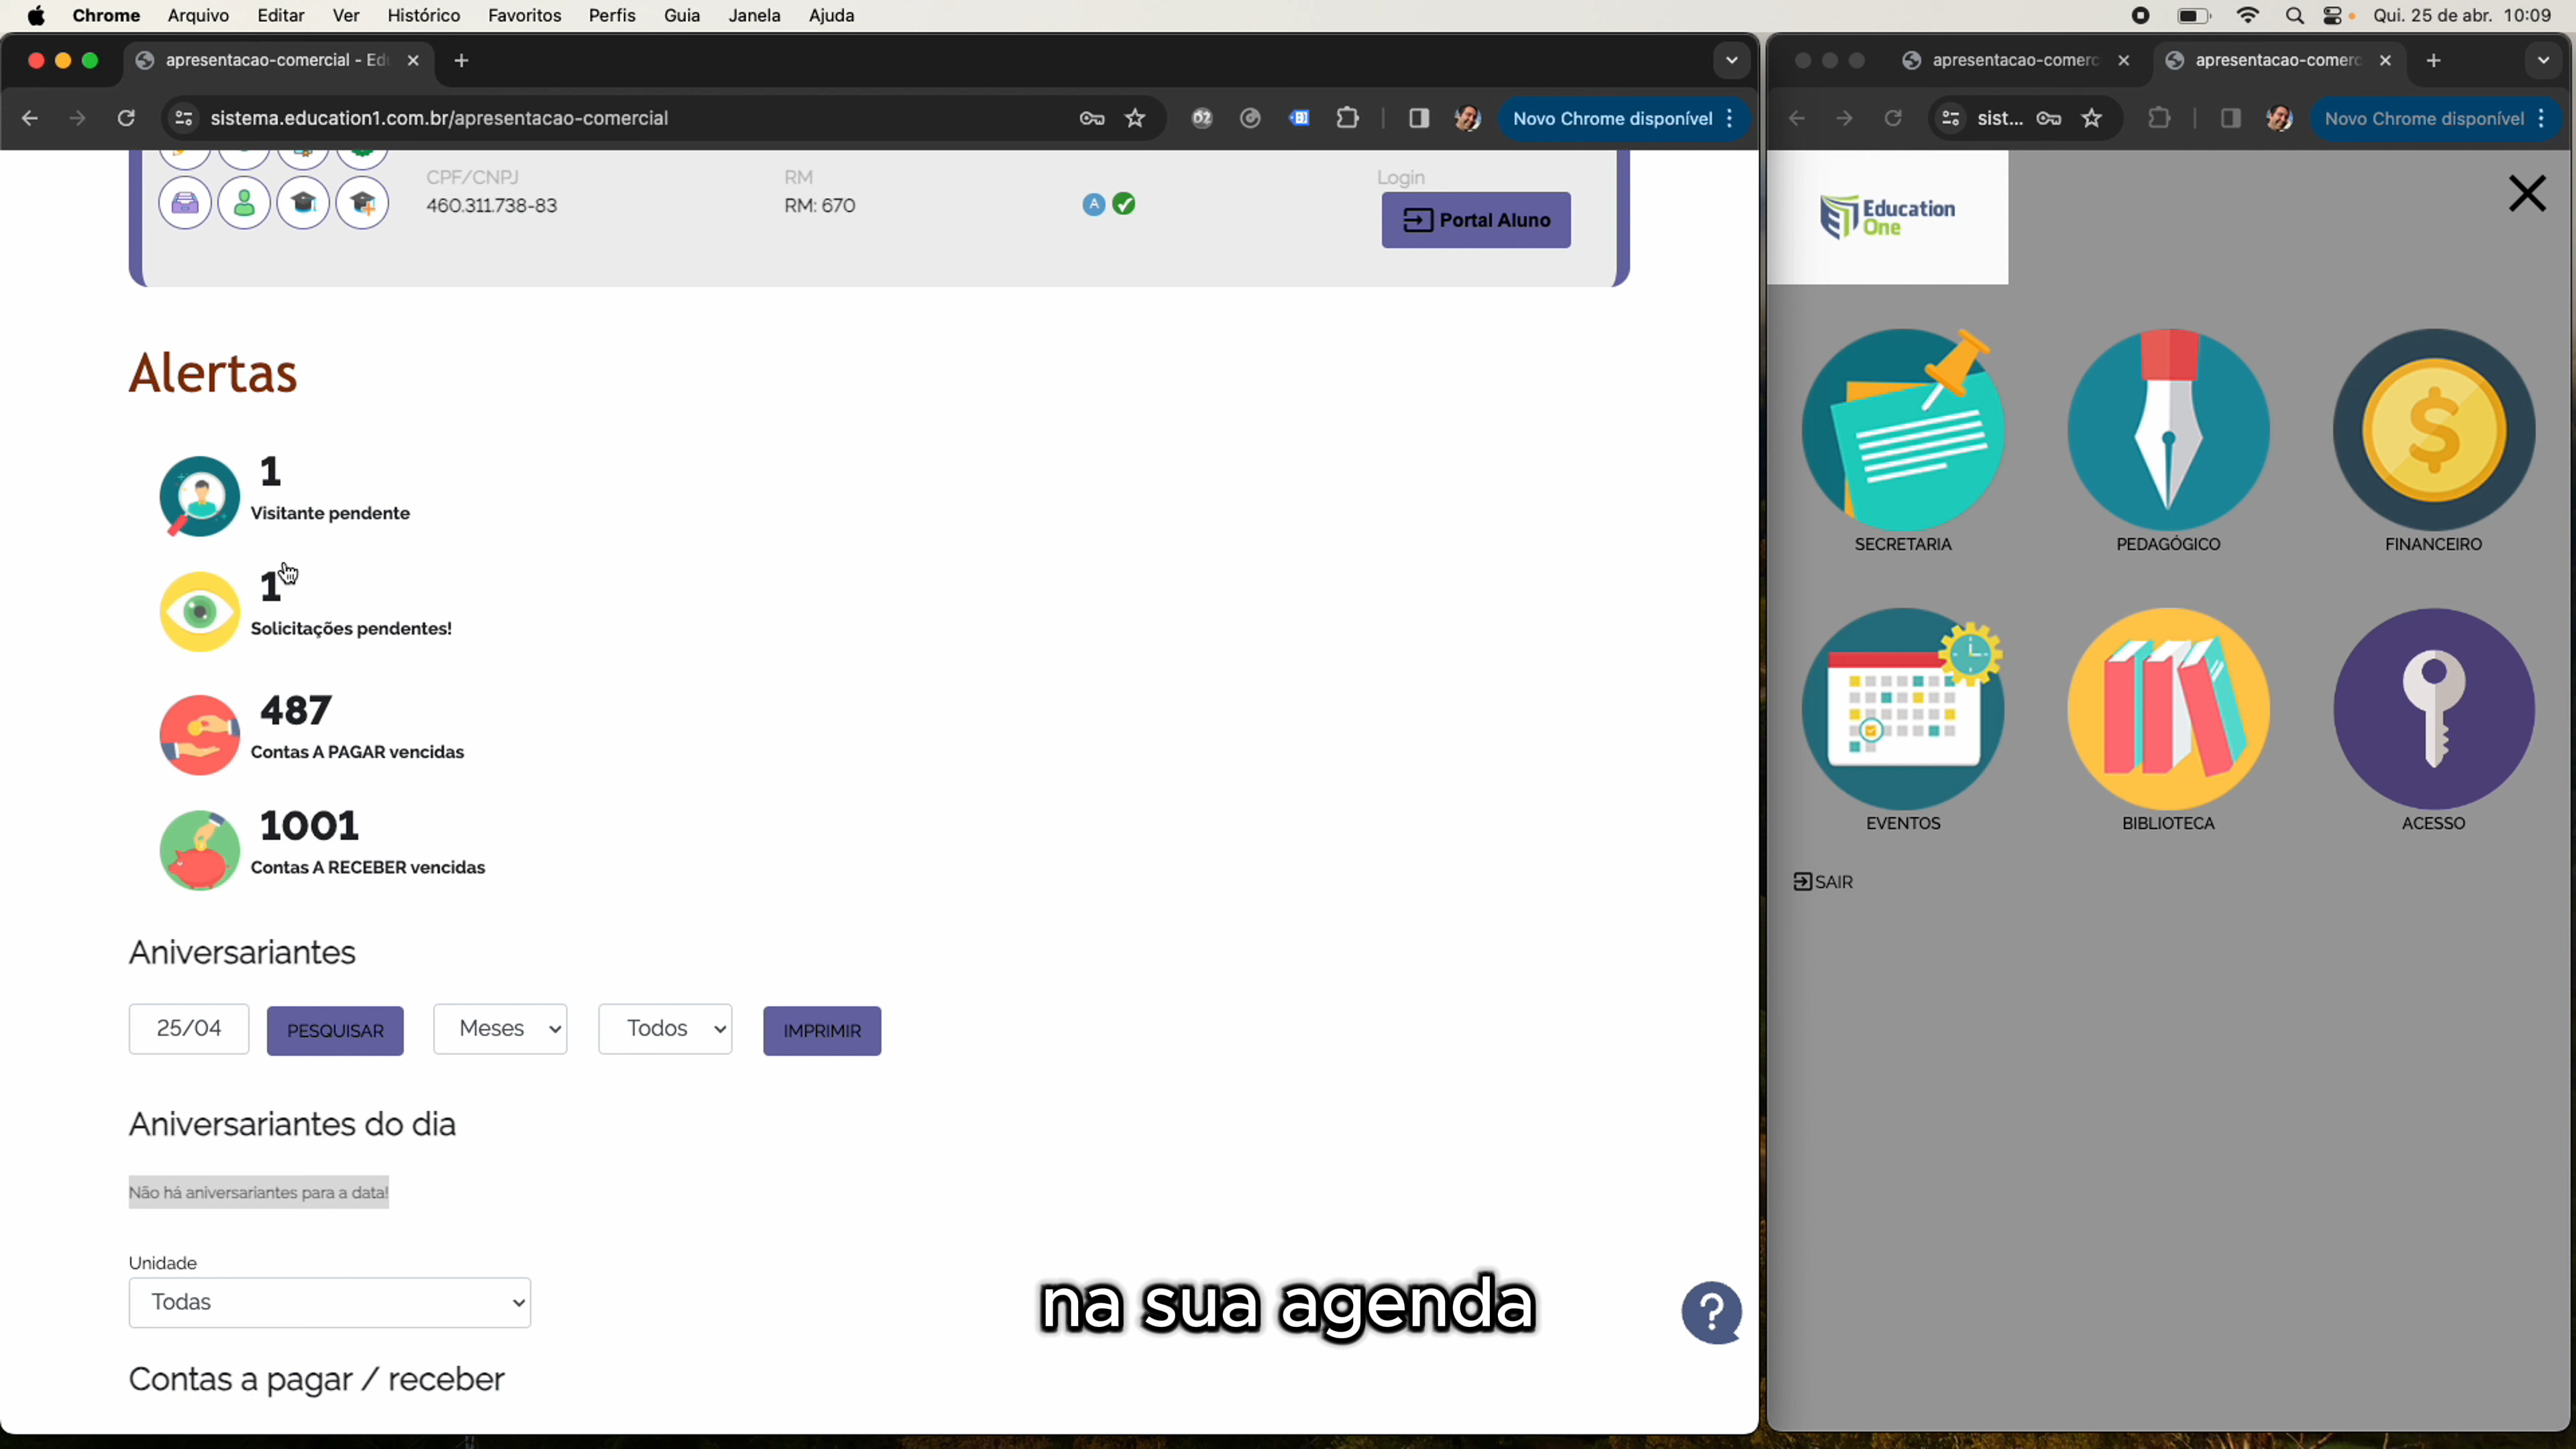 Chrome Arquivo Editar Ver Histórico Favoritos Perfis Guia Janela Ajuda
Qui. 25 de abr. 10:09
apresentacao-comercial - Edu
sistema.education1.com.br/apresentacao-comercial
Novo Chrome disponível
CPF/CNPJ
460.311.738-83
RM
RM: 670
A
Login
Portal Aluno
Alertas
1
Visitante pendente
1
Solicitações pendentes!
487
Contas A PAGAR vencidas
1001
Contas A RECEBER vencidas
Aniversariantes
25/04 PESQUISAR Meses Todos IMPRIMIR
Aniversariantes do dia
Não há aniversariantes para a data!
Unidade
Todas
Contas a pagar / receber
na sua agenda
?
apresentacao-comerc
apresentacao-comerc
sist...
Novo Chrome disponível
Education
One
SECRETARIA PEDAGÓGICO FINANCEIRO
EVENTOS BIBLIOTECA ACESSO
SAIR